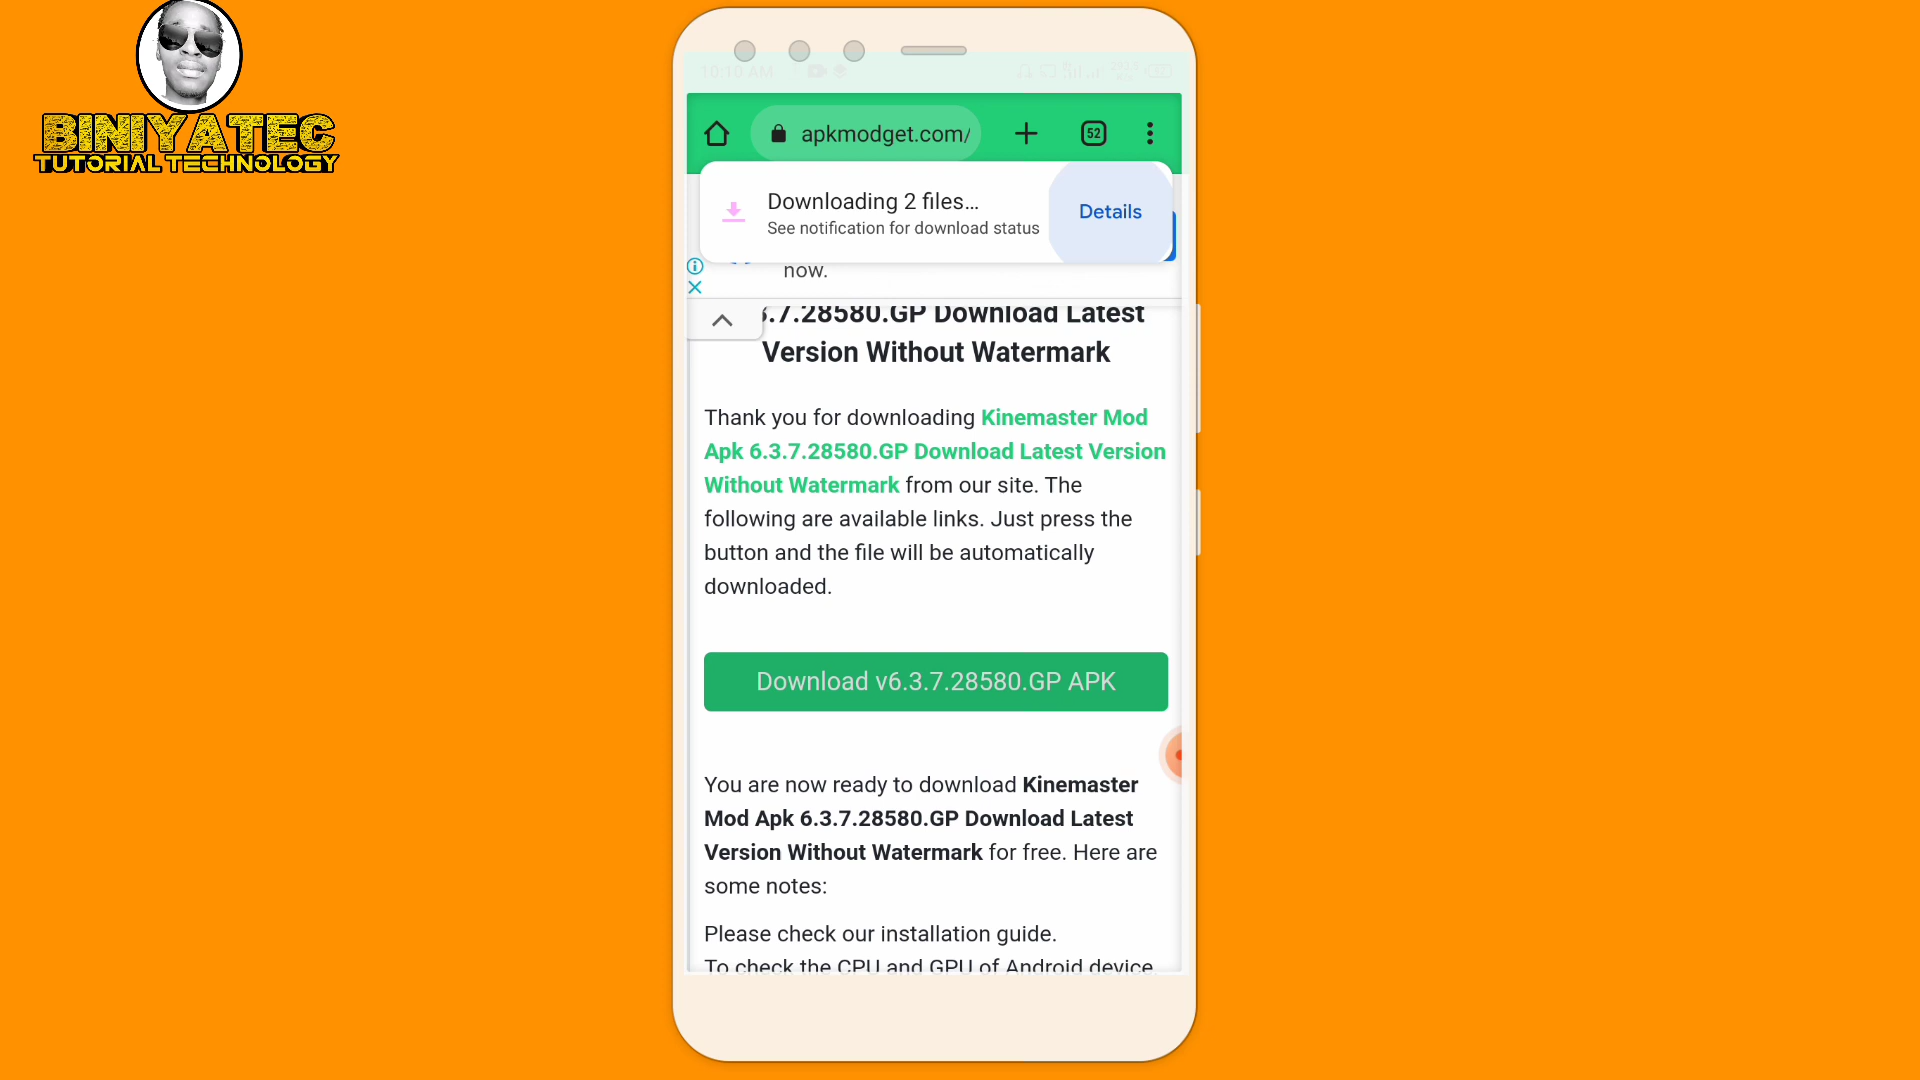 BINIYATEC
TUTORIAL TECHNOLOGY
10:10 AM
apkmodget.com/
52
Downloading 2 files...
See notification for download status
Details
now.
.7.28580.GP Download Latest
Version Without Watermark
Thank you for downloading Kinemaster Mod
Apk 6.3.7.28580.GP Download Latest Version
Without Watermark from our site. The
following are available links. Just press the
button and the file will be automatically
downloaded.
Download v6.3.7.28580.GP APK
You are now ready to download Kinemaster
Mod Apk 6.3.7.28580.GP Download Latest
Version Without Watermark for free. Here are
some notes:
Please check our installation guide.
To check the CPU and GPU of Android device